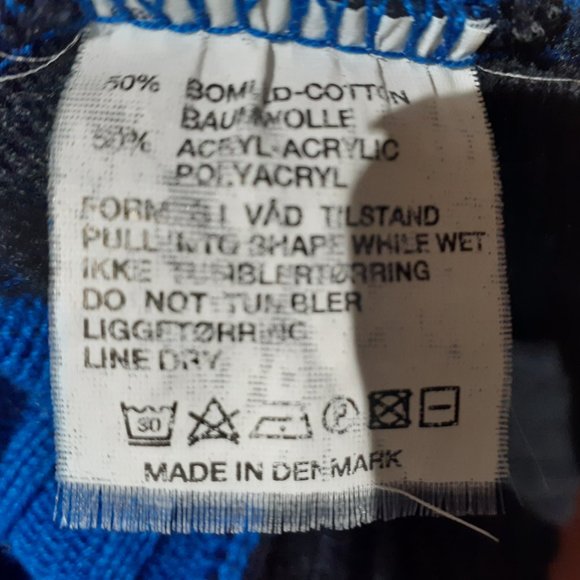 50% BOMULD-COTTON
BAUMWOLLE
50% ACRYL-ACRYLIC
POLYACRYL
FORMES I VÅD TILSTAND
PULL INTO SHAPE WHILE WET
IKKE TUMBLERTØRRING
DO NOT TUMBLER
LIGGETØRRING
LINE DRY
30 P
MADE IN DENMARK